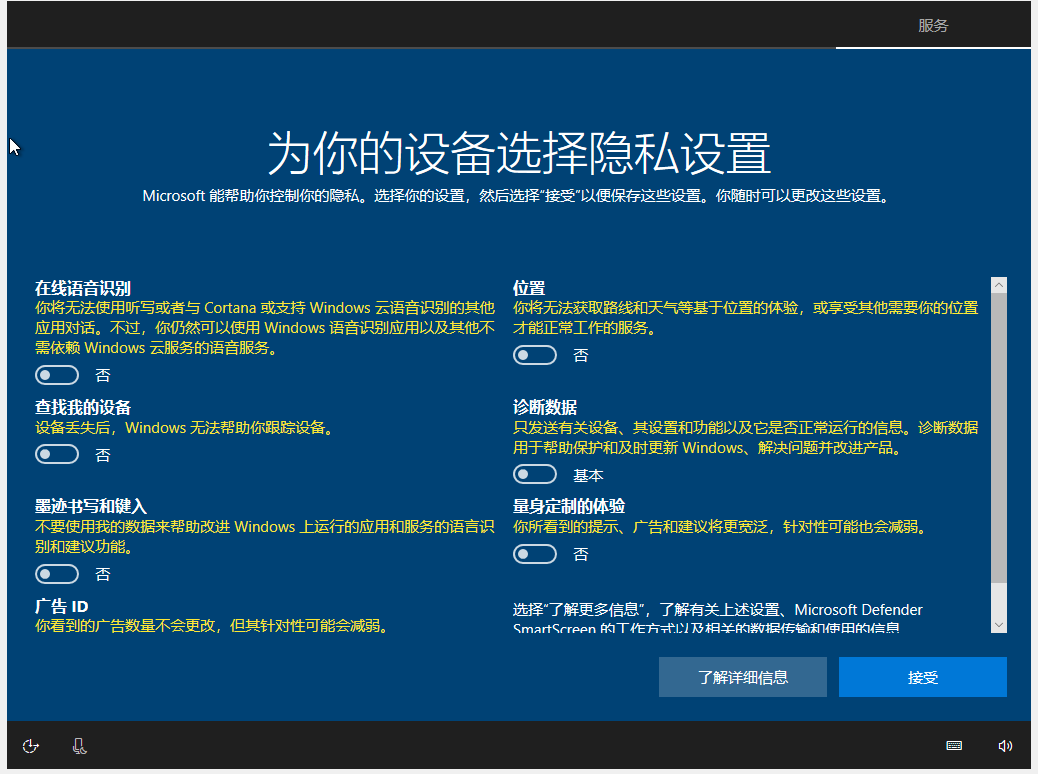 服务
为你的设备选择隐私设置
Microsoft 能帮助你控制你的隐私。选择你的设置，然后选择“接受”以便保存这些设置。你随时可以更改这些设置。
在线语音识别
你将无法使用听写或者与 Cortana 或支持 Windows 云语音识别的其他
应用对话。不过，你仍然可以使用 Windows 语音识别应用以及其他不
需依赖 Windows 云服务的语音服务。
否
位置
你将无法获取路线和天气等基于位置的体验，或享受其他需要你的位置
才能正常工作的服务。
否
查找我的设备
设备丢失后，Windows 无法帮助你跟踪设备。
否
诊断数据
只发送有关设备、其设置和功能以及它是否正常运行的信息。诊断数据
用于帮助保护和及时更新 Windows、解决问题并改进产品。
基本
墨迹书写和键入
不要使用我的数据来帮助改进 Windows 上运行的应用和服务的语言识
别和建议功能。
否
量身定制的体验
你所看到的提示、广告和建议将更宽泛，针对性可能也会减弱。
否
广告 ID
你看到的广告数量不会更改，但其针对性可能会减弱。
选择“了解更多信息”，了解有关上述设置、Microsoft Defender
SmartScreen 的工作方式以及相关的数据传输和使用的信息
了解详细信息
接受